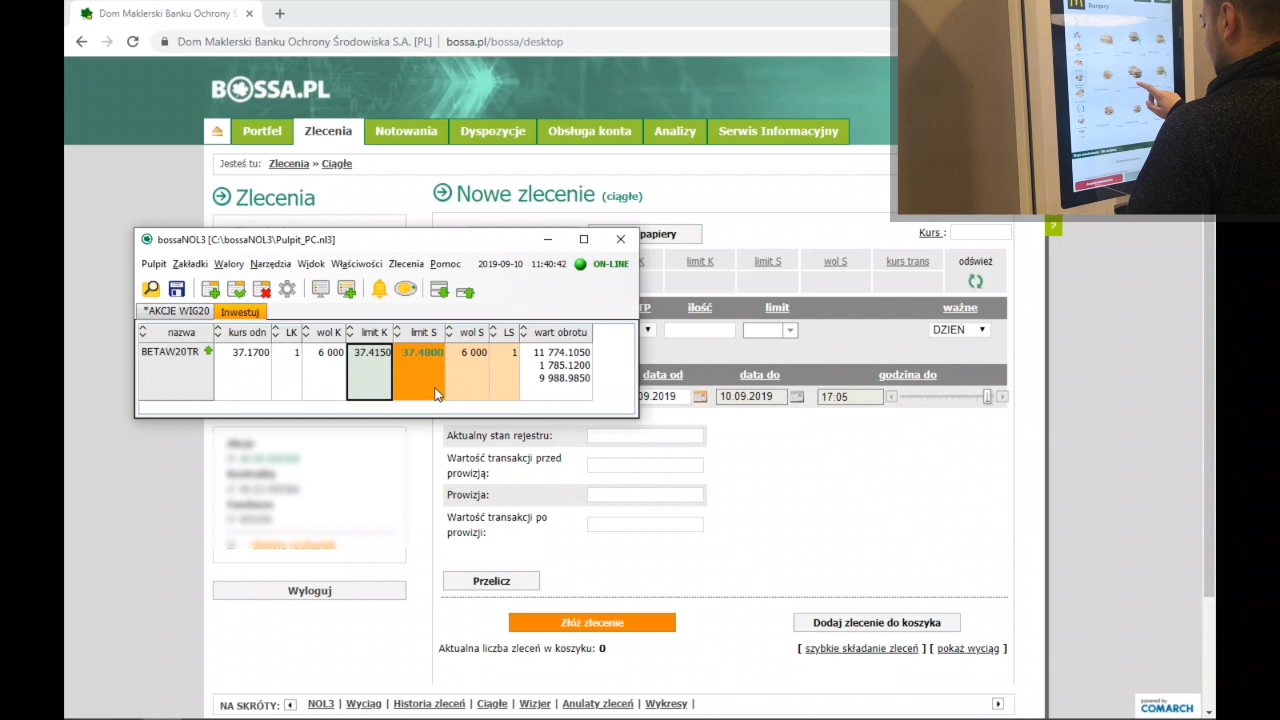 Dom Maklerski Banku Ochrony Ś
Dom Maklerski Banku Ochrony Środowiska S.A. [PL] | bossa.pl/bossa/desktop
Burgery
BOSSA.PL
Portfel Zlecenia Notowania Dyspozycje Obsługa konta Analizy Serwis Informacyjny
Jesteś tu: Zlecenia » Ciągłe
Zlecenia
Nowe zlecenie (ciągłe)
papiery
Kurs :
?
K limit K limit S wol S kurs trans odśwież
ilość limit ważne
DZIEŃ
data od data do godzina do
09.2019 10.09.2019 17:05
bossaNOL3 [C:\bossaNOL3\Pulpit_PC.nl3]
Pulpit Zakładki Walory Narzędzia Widok Właściwości Zlecenia Pomoc 2019-09-10 11:40:42 ON-LINE
*AKCJE WIG20 Inwestuj
nazwa kurs odn LK wol K limit K limit S wol S LS wart obrotu
BETAW20TR 37.1700 1 6 000 37.4150 37.4800 6 000 1 11 774.1050
1 785.1200
9 988.9850
Aktualny stan rejestru:
Wartość transakcji przed
prowizją:
Prowizja:
Wartość transakcji po
prowizji:
Wyloguj
Przelicz
Złóż zlecenie
Dodaj zlecenie do koszyka
Aktualna liczba zleceń w koszyku: 0
[ szybkie składanie zleceń ] [ pokaż wyciąg ]
NA SKRÓTY: NOL3 | Wyciąg | Historia zleceń | Ciągłe | Wizjer | Anulaty zleceń | Wykresy |
powered by
COMARCH